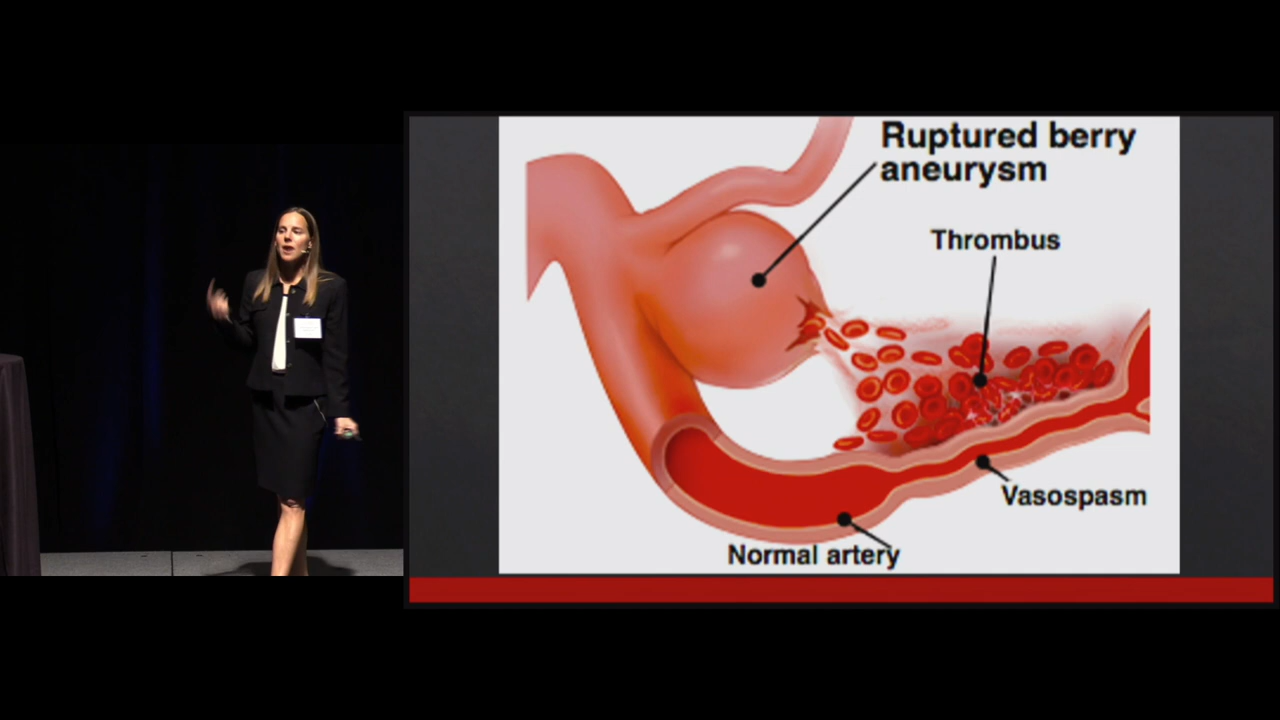 Ruptured berry
aneurysm
Thrombus
Vasospasm
Normal artery